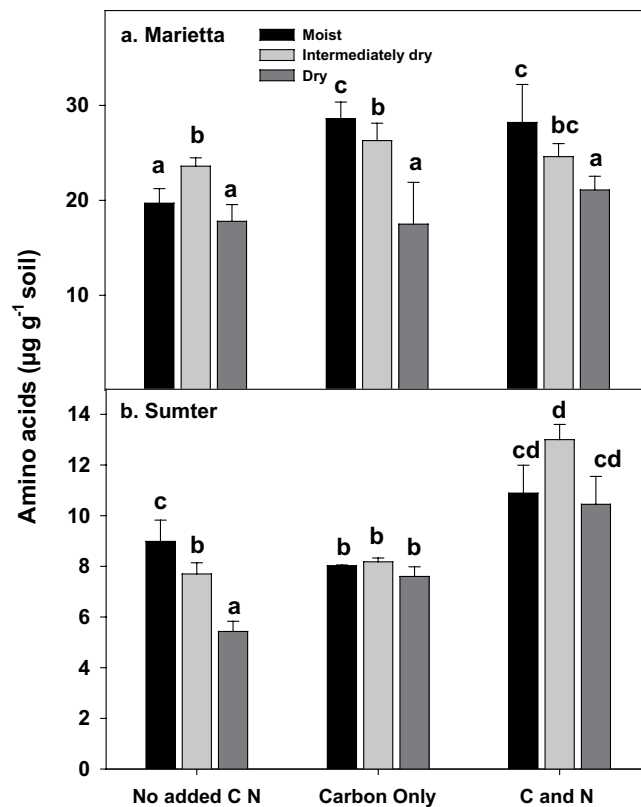 a. Marietta
Moist
Intermediately dry
Dry
30
20
10
a b a
c b a
c bc a
Amino acids (µg g-1 soil)
b. Sumter
14
12
10
8
6
4
2
0
c b a
b b b
cd d cd
No added C N Carbon Only C and N